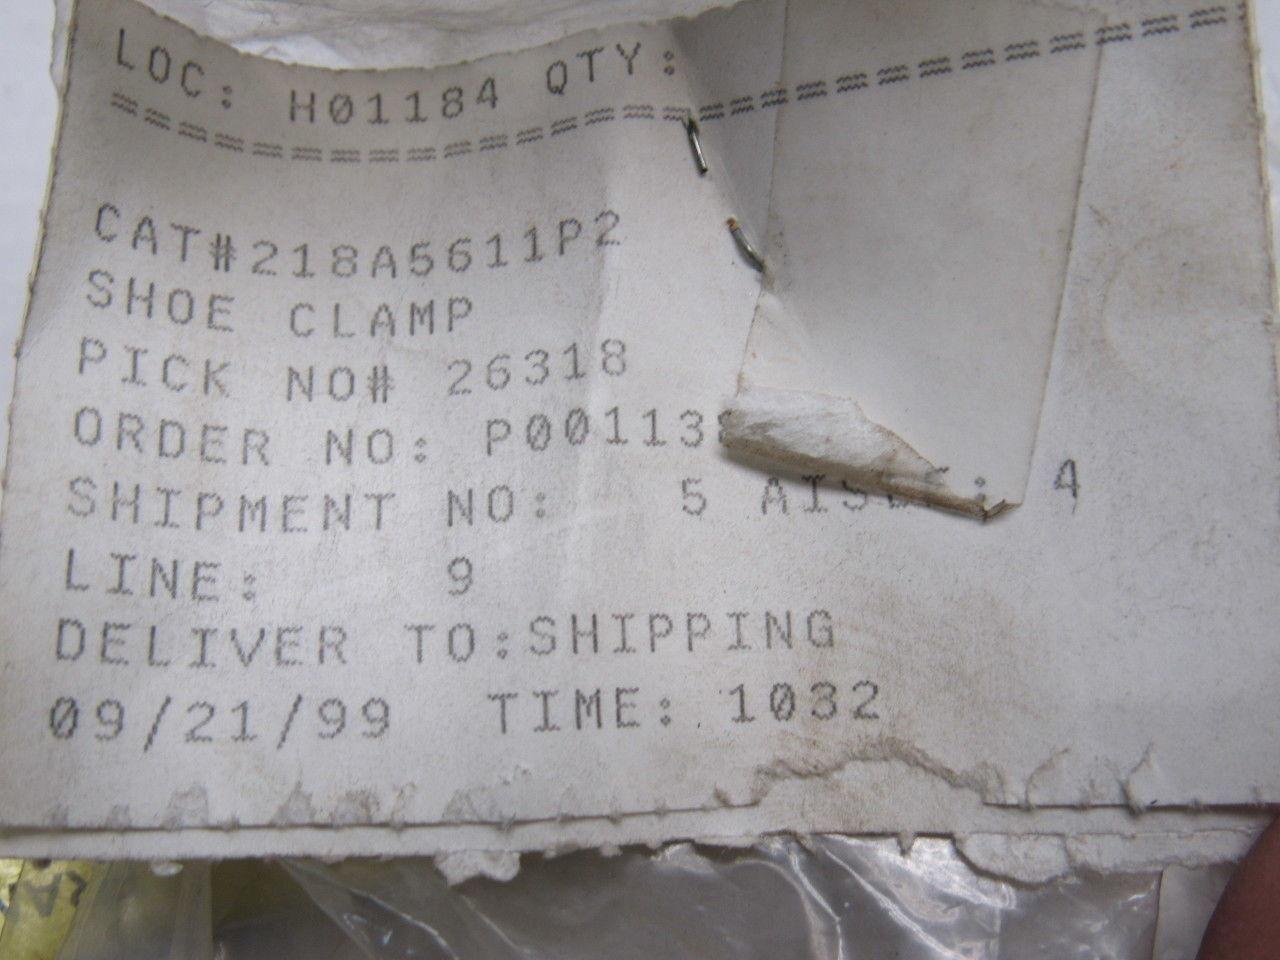 LOC: H01184 QTY:
==============================
CAT#218A5611P2
SHOE CLAMP
PICK NO# 26318
ORDER NO: P00113
SHIPMENT NO: 5 AISLE: 4
LINE: 9
DELIVER TO:SHIPPING
09/21/99 TIME: 1032